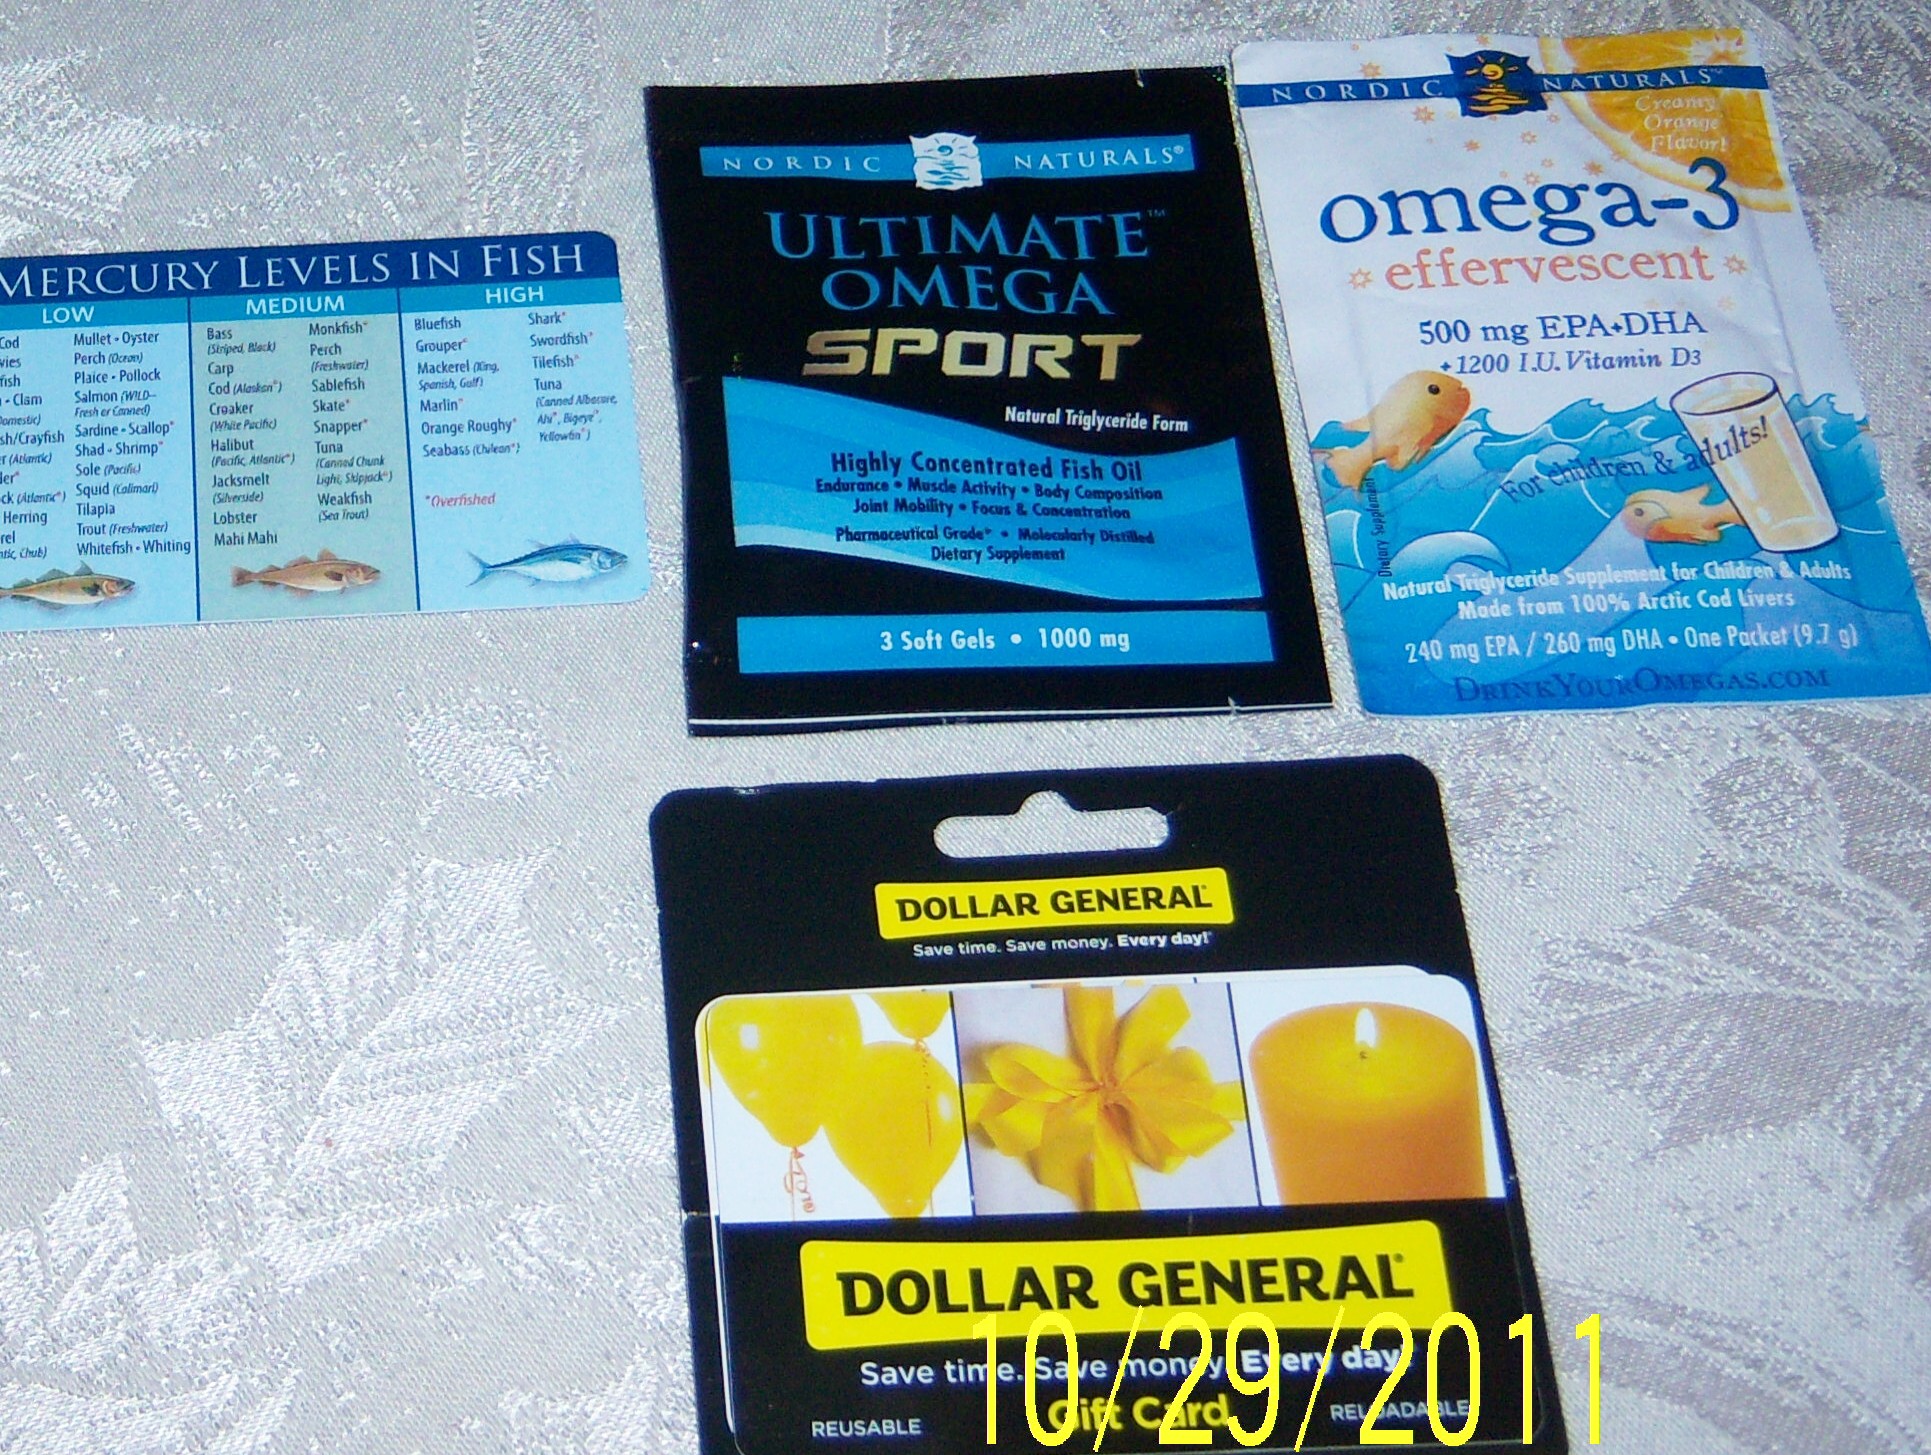 MERCURY LEVELS IN FISH
LOW
Cod
Mullet • Oyster
Perch (Ocean)
Plaice • Pollock
• Clam
Salmon (WILD—
Fresh or Canned)
sh/Crayfish
Sardine • Scallop*
(Atlantic)
Shad • Shrimp*
Sole (Pacific)
(Atlantic*)
Squid (Calimari)
Herring
Tilapia
Trout (Freshwater)
Chub)
Whitefish • Whiting
MEDIUM
Bass
(Striped, Black)
Carp
Cod (Alaskan*)
Croaker
(White Pacific)
Halibut
(Pacific, Atlantic*)
Jacksmelt
(Silverside)
Lobster
Mahi Mahi
Monkfish*
Perch
(Freshwater)
Sablefish
Skate*
Snapper*
Tuna
(Canned Chunk
Light, Skipjack*)
Weakfish
(Sea Trout)
HIGH
Bluefish
Grouper*
Mackerel (King,
Spanish, Gulf)
Marlin*
Orange Roughy*
Seabass (Chilean*)
*Overfished
Shark*
Swordfish*
Tilefish*
Tuna
(Canned Albacore,
Ahi*, Bigeye*,
Yellowfin*)
NORDIC NATURALS®
ULTIMATE™
OMEGA
SPORT
Natural Triglyceride Form
Highly Concentrated Fish Oil
Endurance • Muscle Activity • Body Composition
Joint Mobility • Focus & Concentration
Pharmaceutical Grade* • Molecularly Distilled
Dietary Supplement
3 Soft Gels • 1000 mg
NORDIC NATURALS™
Creamy
Orange
Flavor!
omega-3
effervescent
500 mg EPA+DHA
+1200 I.U. Vitamin D3
For children & adults!
Dietary Supplement
Natural Triglyceride Supplement for Children & Adults
Made from 100% Arctic Cod Livers
240 mg EPA / 260 mg DHA • One Packet (9.7 g)
DRINKYOUROMEGAS.COM
DOLLAR GENERAL®
Save time. Save money. Every day!®
DOLLAR GENERAL®
Save time. Save money. Every day!
Gift Card
REUSABLE
RELOADABLE
10/29/2011